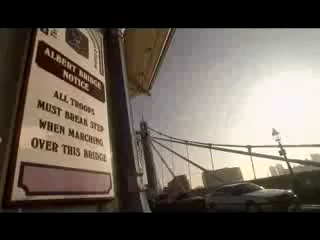 ALBERT BRIDGE
NOTICE
ALL TROOPS
MUST BREAK STEP
WHEN MARCHING
OVER THIS BRIDGE